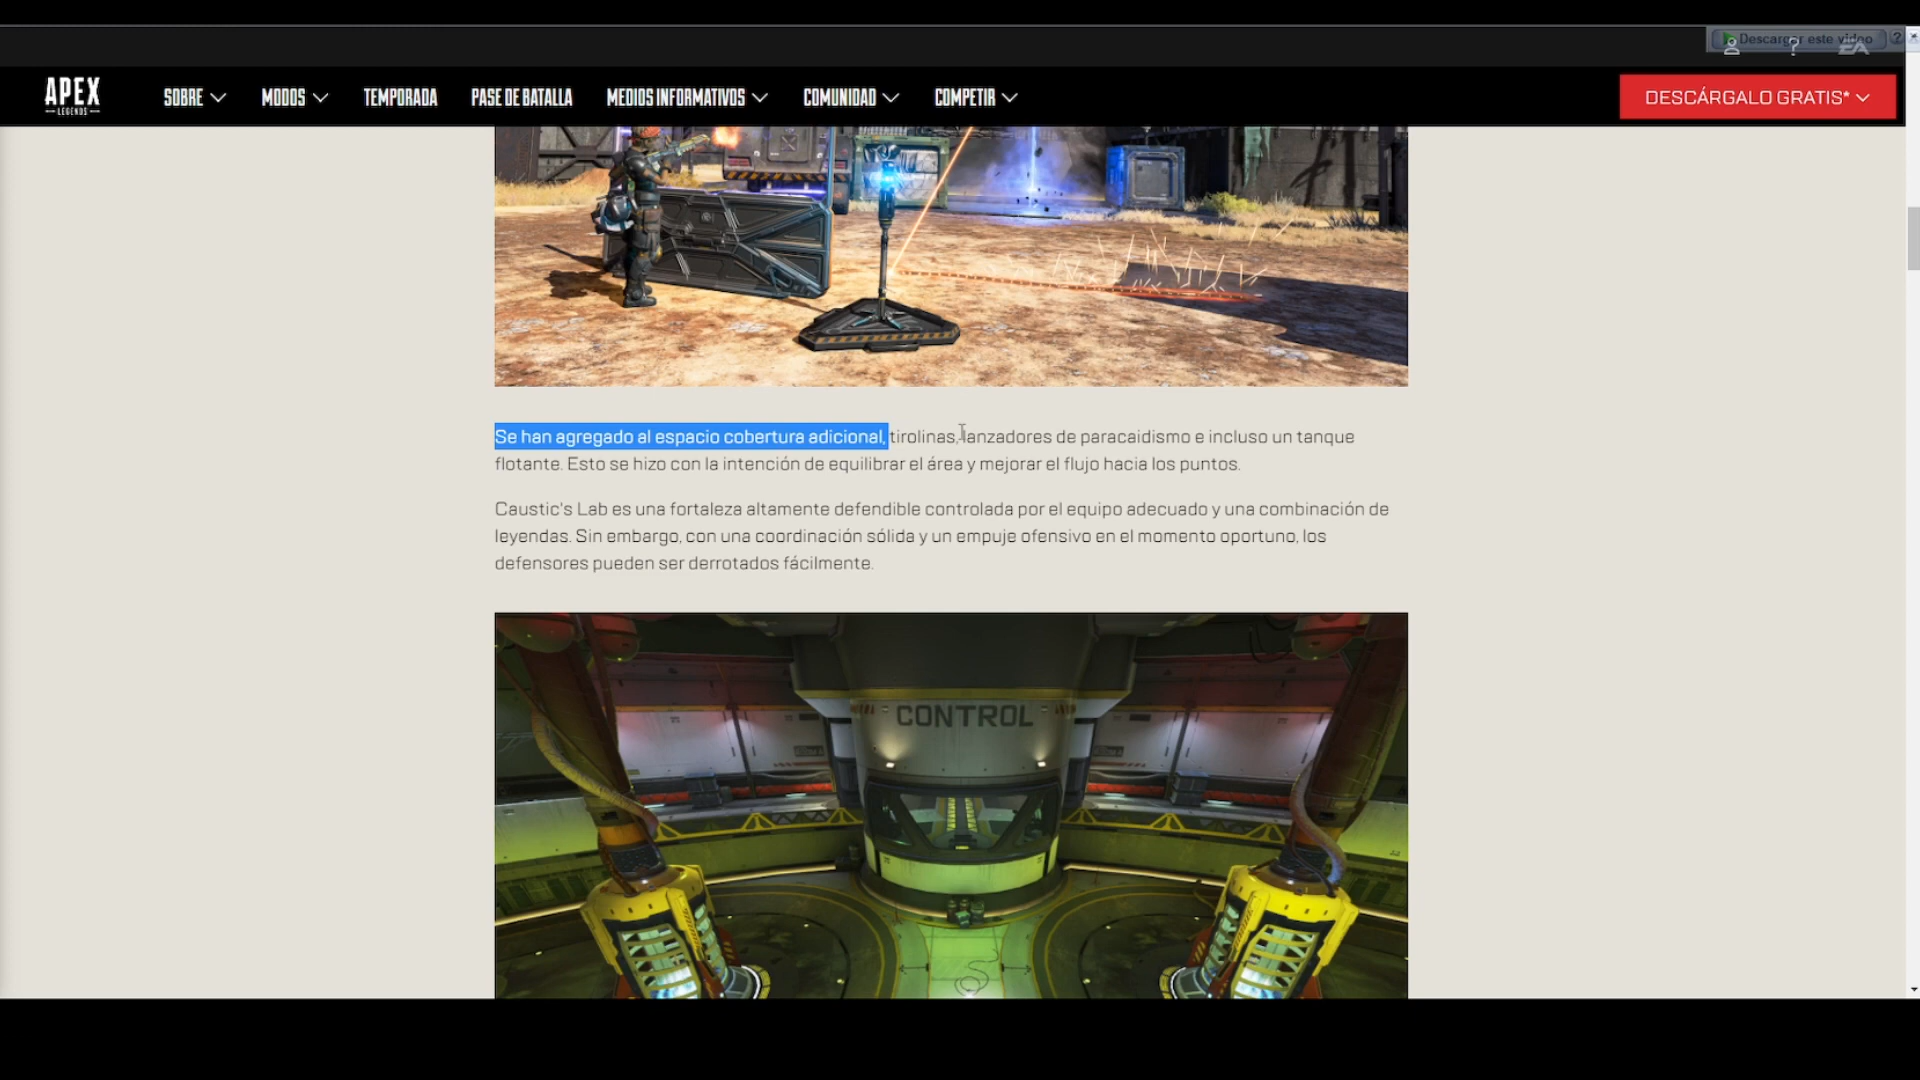 Descargar este video
?
EA
APEX
LEGENDS
SOBRE
MODOS
TEMPORADA
PASE DE BATALLA
MEDIOS INFORMATIVOS
COMUNIDAD
COMPETIR
DESCÁRGALO GRATIS*
Se han agregado al espacio cobertura adicional, tirolinas, lanzadores de paracaidismo e incluso un tanque
flotante. Esto se hizo con la intención de equilibrar el área y mejorar el flujo hacia los puntos.
Caustic's Lab es una fortaleza altamente defendible controlada por el equipo adecuado y una combinación de
leyendas. Sin embargo, con una coordinación sólida y un empuje ofensivo en el momento oportuno, los
defensores pueden ser derrotados fácilmente.
CONTROL